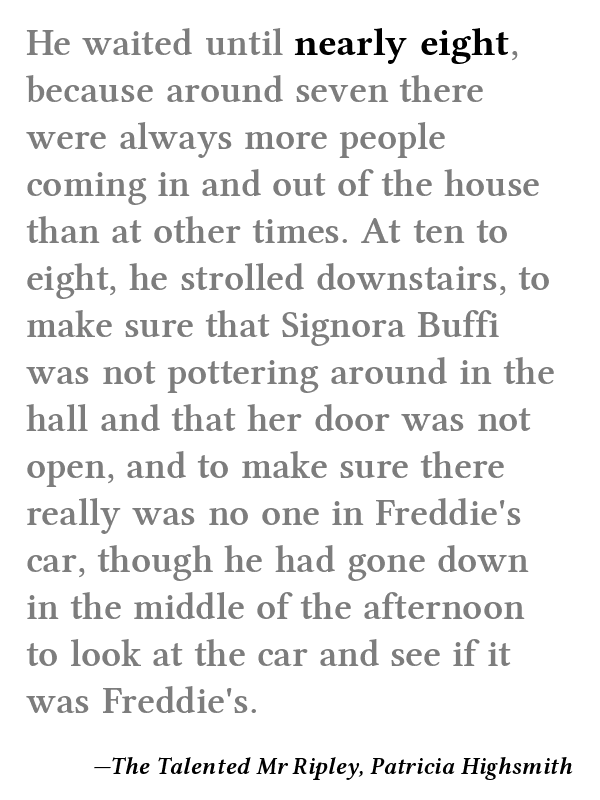 He waited until nearly eight,
because around seven there
were always more people
coming in and out of the house
than at other times. At ten to
eight, he strolled downstairs, to
make sure that Signora Buffi
was not pottering around in the
hall and that her door was not
open, and to make sure there
really was no one in Freddie's
car, though he had gone down
in the middle of the afternoon
to look at the car and see if it
was Freddie's.
—The Talented Mr Ripley, Patricia Highsmith